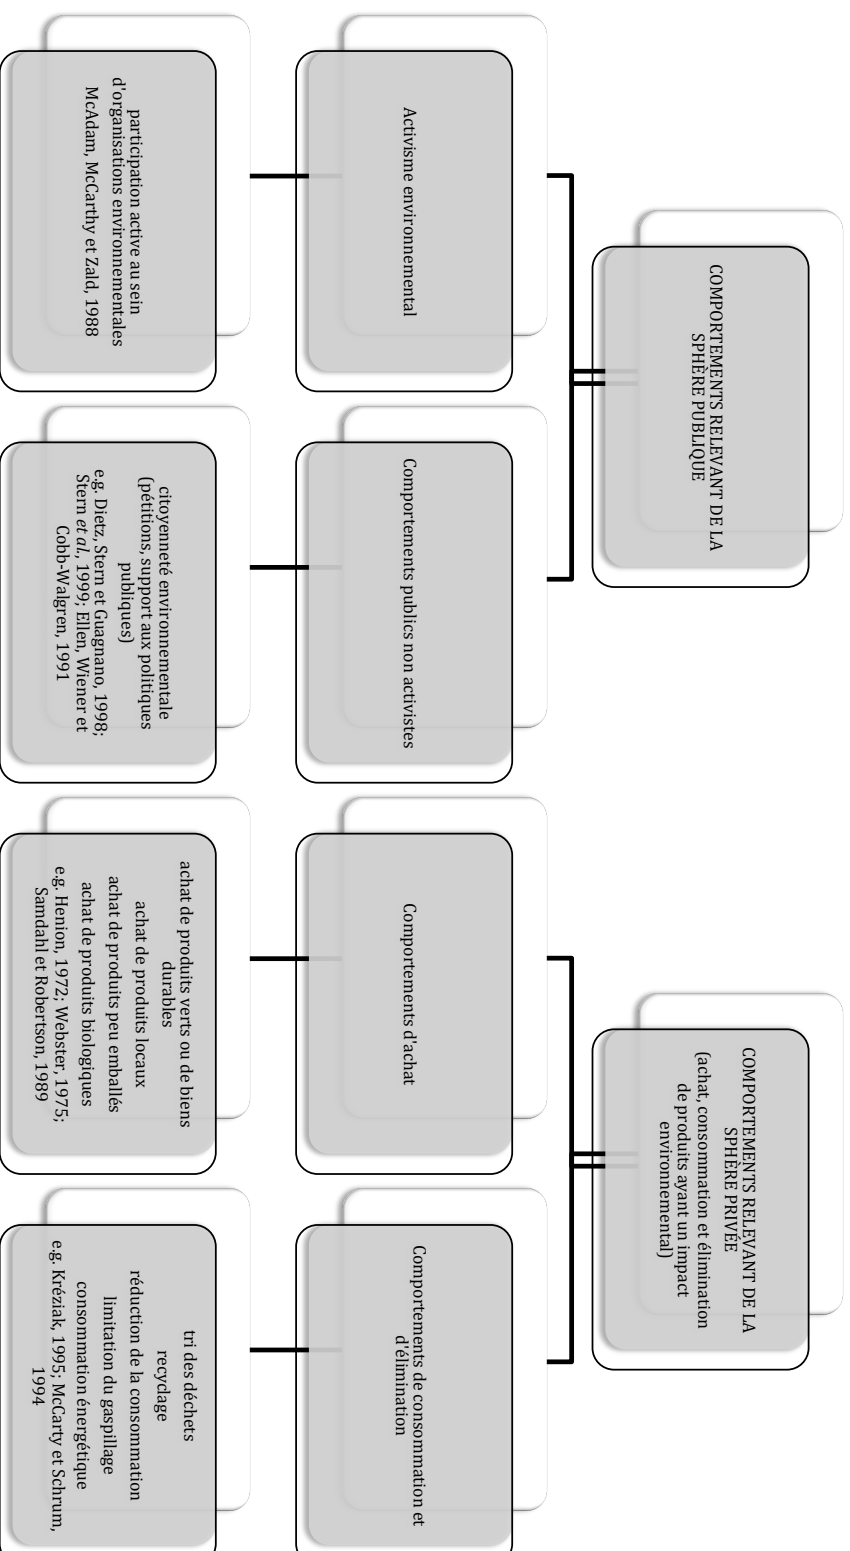 COMPORTEMENTS RELEVANT DE LA
SPHÈRE PUBLIQUE
COMPORTEMENTS RELEVANT DE LA
SPHÈRE PRIVÉE
(achat, consommation et élimination
de produits ayant un impact
environnemental)
Activisme environnemental
Comportements publics non activistes
Comportements d'achat
Comportements de consommation et
d'élimination
participation active au sein
d'organisations environnementales
McAdam, McCarthy et Zald, 1988
citoyenneté environnementale
(pétitions, support aux politiques
publiques)
e.g. Dietz, Stern et Guagnano, 1998;
Stern et al., 1999; Ellen, Wiener et
Cobb-Walgren, 1991
achat de produits verts ou de biens
durables
achat de produits locaux
achat de produits peu emballés
achat de produits biologiques
e.g. Henion, 1972; Webster, 1975;
Samdahl et Robertson, 1989
tri des déchets
recyclage
réduction de la consommation
limitation du gaspillage
consommation énergétique
e.g. Kréziak, 1995; McCarty et Schrum,
1994